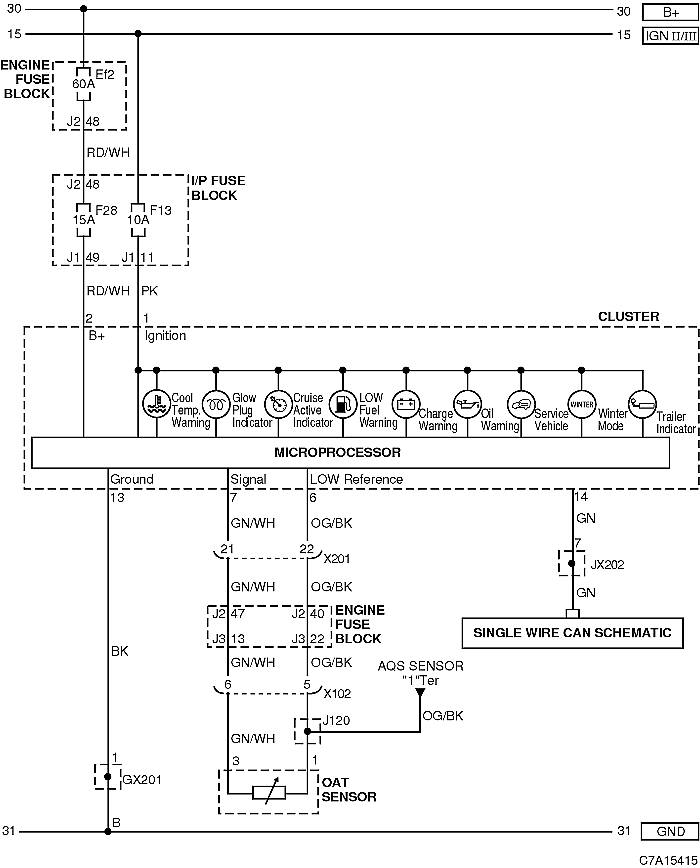 30 30 B+
15 15 IGN II/III
ENGINE FUSE BLOCK
Ef2
60A
J2 48
RD/WH
I/P FUSE BLOCK
J2 48
F28
15A
F13
10A
J1 49
J1 11
RD/WH
PK
2
1
CLUSTER
B+
Ignition
Cool Temp. Warning
Glow Plug Indicator
Cruise Active Indicator
LOW Fuel Warning
Charge Warning
Oil Warning
Service Vehicle
WINTER
Winter Mode
Trailer Indicator
MICROPROCESSOR
Ground
Signal
LOW Reference
13
7
6
14
GN/WH
OG/BK
GN
21
22
X201
7
JX202
GN/WH
OG/BK
GN
J2 47
J2 40
ENGINE FUSE BLOCK
J3 13
J3 22
SINGLE WIRE CAN SCHEMATIC
BK
GN/WH
OG/BK
AQS SENSOR
"1"Ter
6
5
X102
OG/BK
J120
GN/WH
3
1
1
GX201
OAT SENSOR
B
31 31 GND
C7A15415